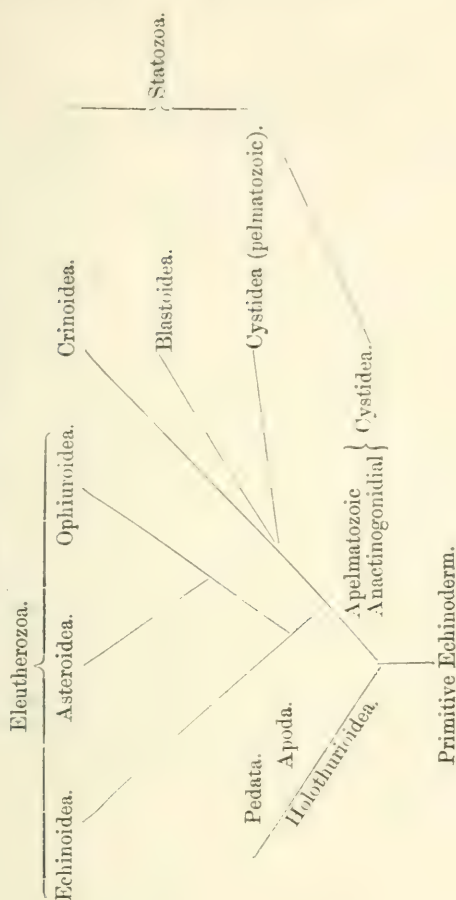 Eleutherozoa.
Echinoidea. Asteroidea. Ophiuroidea. Crinoidea.
Statozoa.
Blastoidea.
Cystidea (pelmatozoic).
Pedata.
Apoda.
Holothurioidea.
Apelmatozoic
Anactinogonidial } Cystidea.
Primitive Echinoderm.